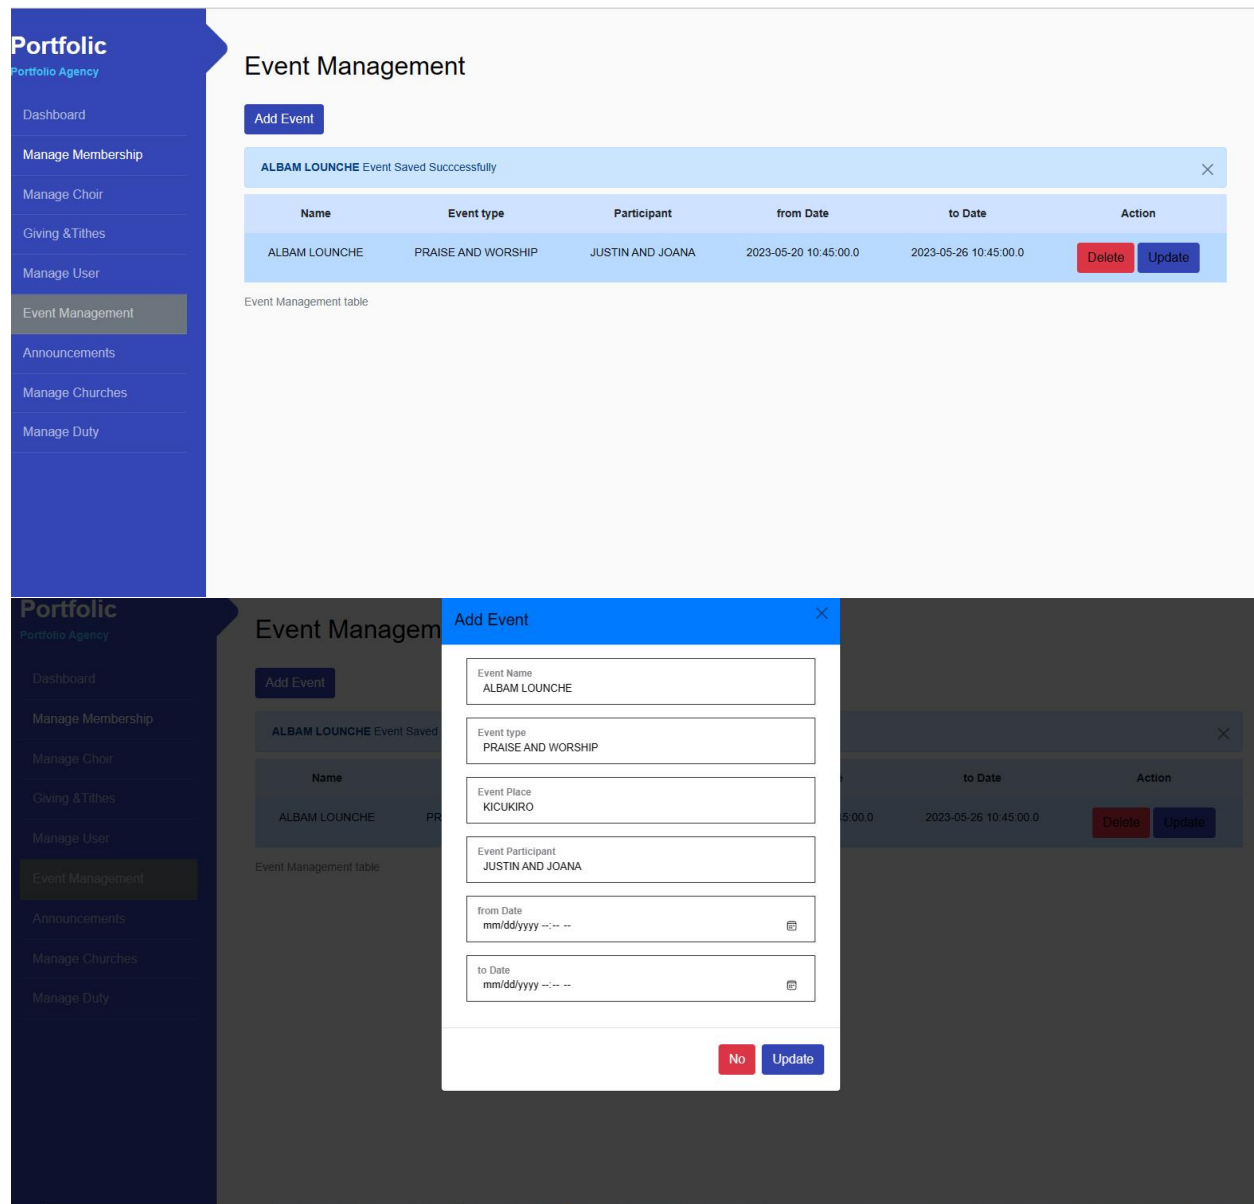 Portfolic
Portfolio Agency
Dashboard
Manage Membership
Manage Choir
Giving &Tithes
Manage User
Event Management
Announcements
Manage Churches
Manage Duty
Event Management
Add Event
ALBAM LOUNCHE Event Saved Succcessfully
Name Event type Participant from Date to Date Action
ALBAM LOUNCHE PRAISE AND WORSHIP JUSTIN AND JOANA 2023-05-20 10:45:00.0 2023-05-26 10:45:00.0 Delete Update
Event Management table
Portfolic
Portfolio Agency
Dashboard
Manage Membership
Manage Choir
Giving &Tithes
Manage User
Event Management
Announcements
Manage Churches
Manage Duty
Event Managem
Add Event
ALBAM LOUNCHE Event Saved
Name to Date Action
ALBAM LOUNCHE PR 45:00.0 2023-05-26 10:45:00.0 Delete Update
Event Management table
Add Event
Event Name
ALBAM LOUNCHE
Event type
PRAISE AND WORSHIP
Event Place
KICUKIRO
Event Participant
JUSTIN AND JOANA
from Date
mm/dd/yyyy --:-- --
to Date
mm/dd/yyyy --:-- --
No Update